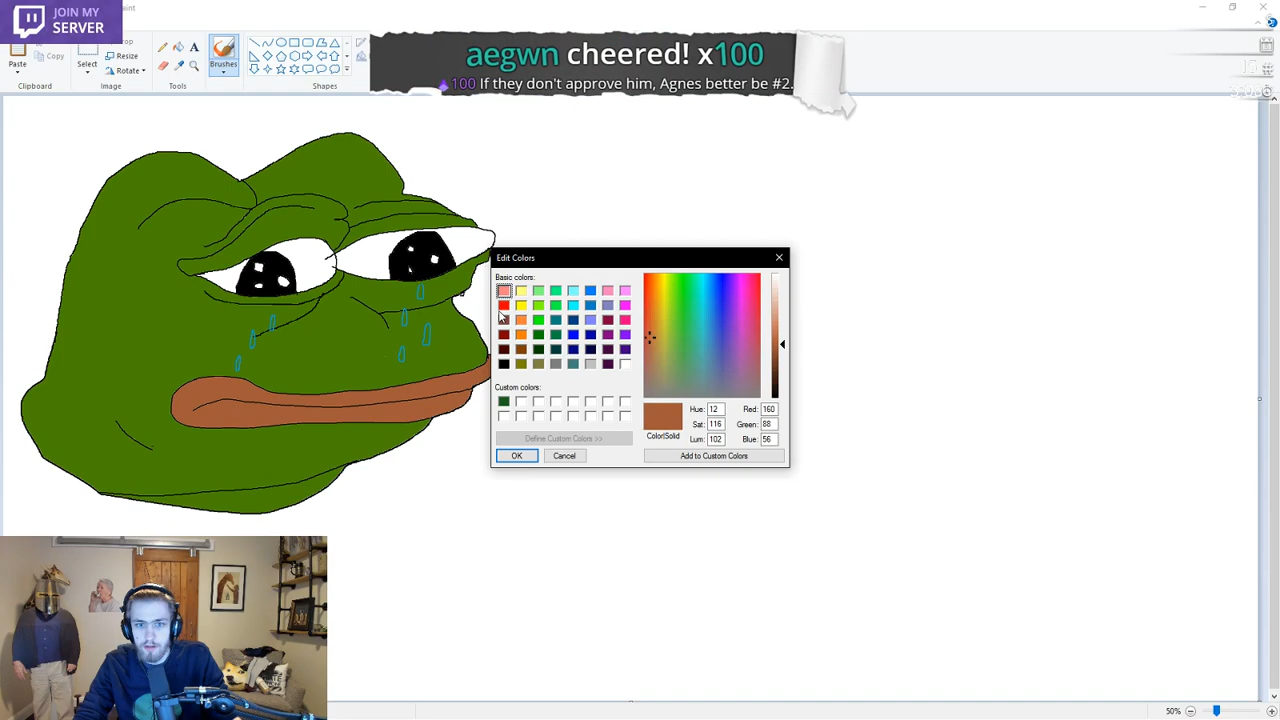 JOIN MY
SERVER
aint
aegwn cheered! x100
100 If they don't approve him, Agnes better be #2.
Paste
Copy
Clipboard
Select
Resize
Rotate
Image
A
Tools
Brushes
Shapes
Edit Colors
Basic colors:
Custom colors:
Define Custom Colors >>
OK
Cancel
Color|Solid
Hue: 12
Sat: 116
Lum: 102
Red: 160
Green: 88
Blue: 56
Add to Custom Colors
50%